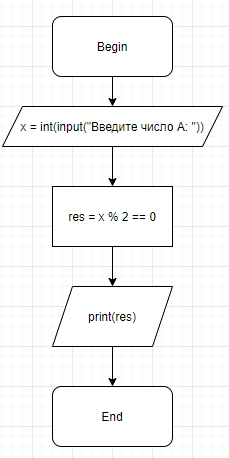 Begin
x = int(input("Введите число A: "))
res = x % 2 == 0
print(res)
End